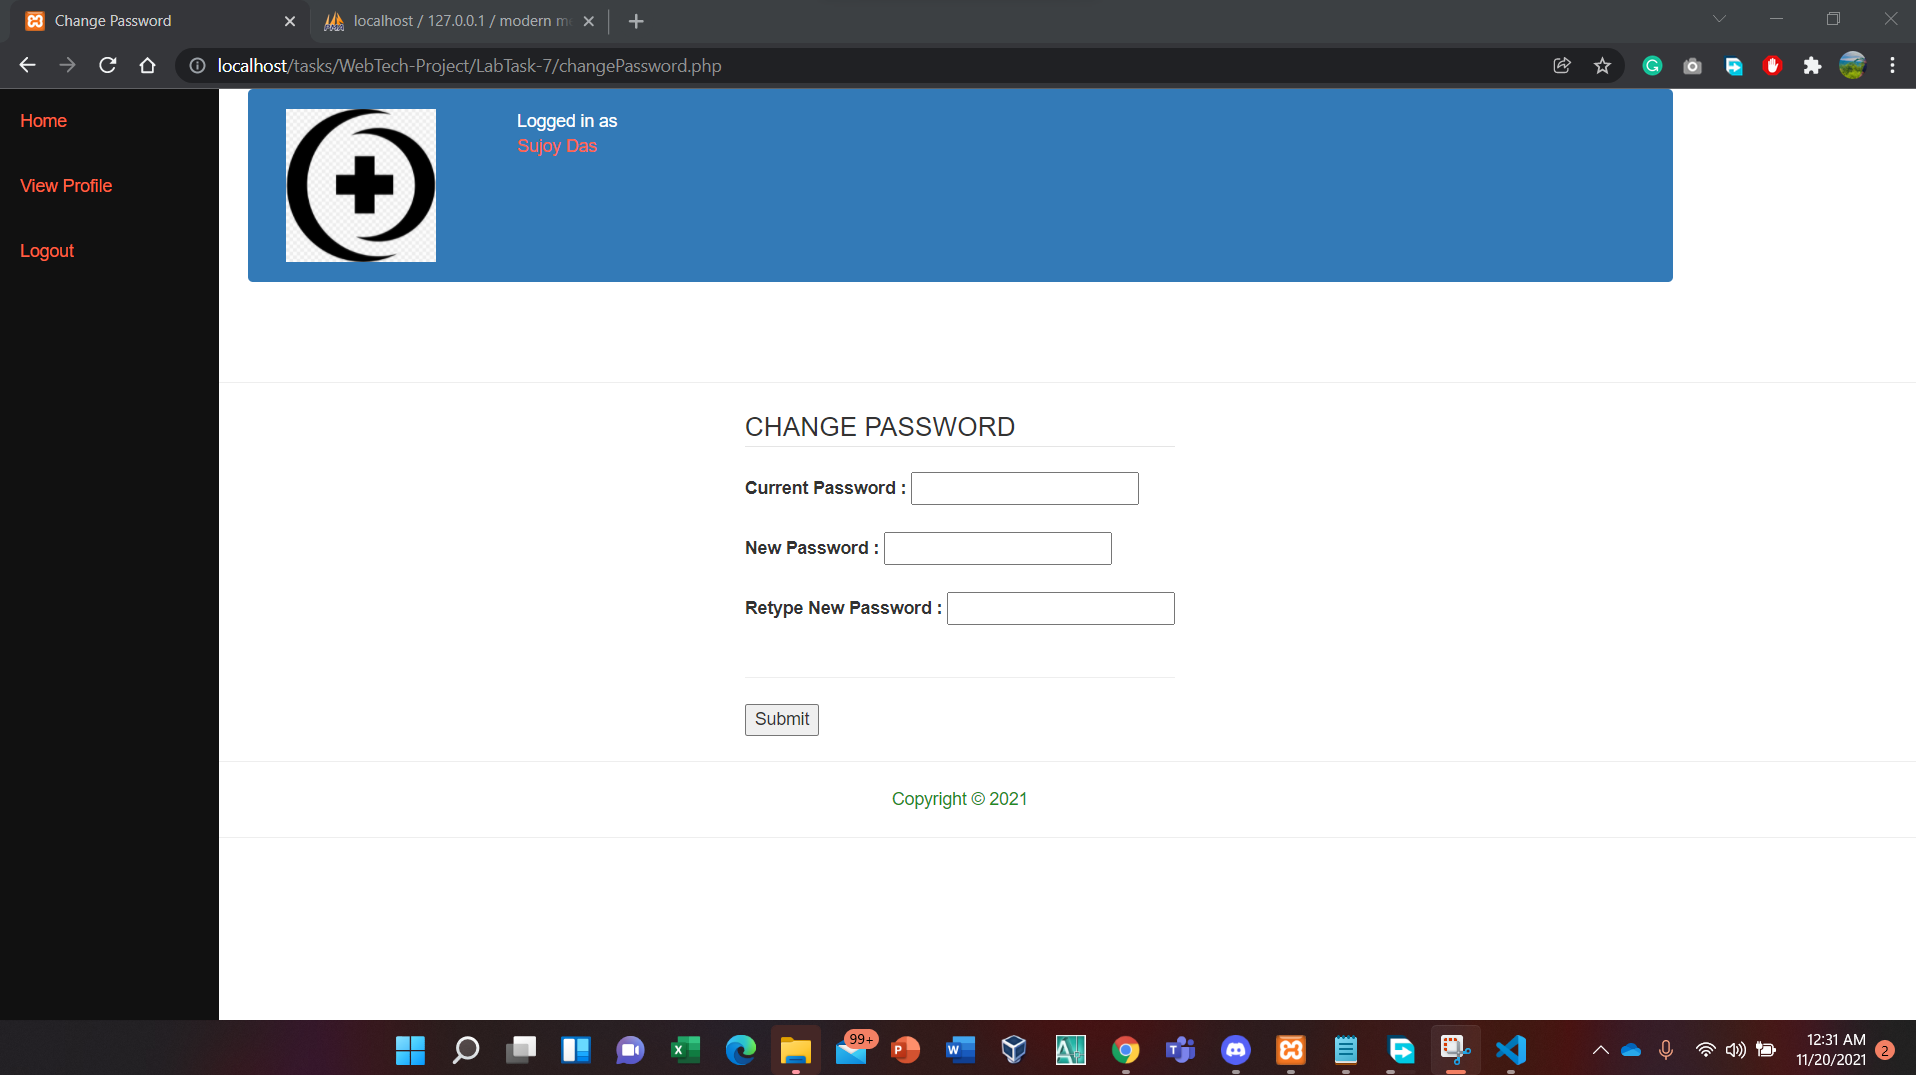 Change Password
localhost / 127.0.0.1 / modern
localhost/tasks/WebTech-Project/LabTask-7/changePassword.php
Home
View Profile
Logout
Logged in as
Sujoy Das
CHANGE PASSWORD
Current Password :
New Password :
Retype New Password :
Submit
Copyright © 2021
99+
12:31 AM
11/20/2021
2